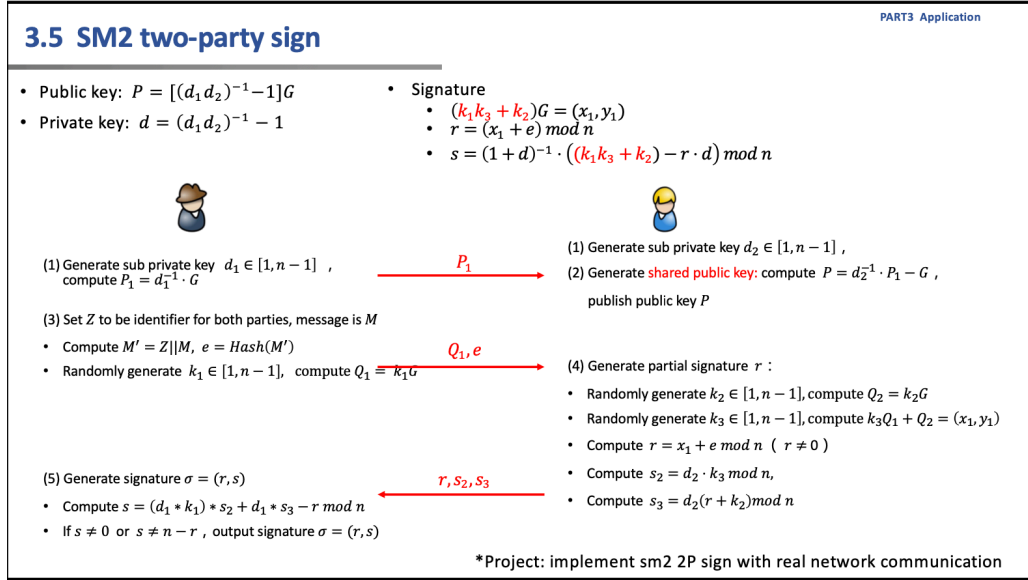 PART3 Application
3.5 SM2 two-party sign
• Public key: P = [(d₁d₂)⁻¹−1]G
• Private key: d = (d₁d₂)⁻¹ − 1
• Signature
• (k₁k₃ + k₂)G = (x₁, y₁)
• r = (x₁ + e) mod n
• s = (1 + d)⁻¹ · ((k₁k₃ + k₂) − r · d) mod n
(1) Generate sub private key d₁ ∈ [1, n − 1] ,
compute P₁ = d₁⁻¹ · G
P₁
(1) Generate sub private key d₂ ∈ [1, n − 1] ,
(2) Generate shared public key: compute P = d₂⁻¹ · P₁ − G ,
publish public key P
(3) Set Z to be identifier for both parties, message is M
• Compute M′ = Z||M, e = Hash(M′)
• Randomly generate k₁ ∈ [1, n − 1], compute Q₁ = k₁G
Q₁, e
(4) Generate partial signature r :
• Randomly generate k₂ ∈ [1, n − 1], compute Q₂ = k₂G
• Randomly generate k₃ ∈ [1, n − 1], compute k₃Q₁ + Q₂ = (x₁, y₁)
• Compute r = x₁ + e mod n ( r ≠ 0 )
• Compute s₂ = d₂ · k₃ mod n,
• Compute s₃ = d₂(r + k₂)mod n
r, s₂, s₃
(5) Generate signature σ = (r, s)
• Compute s = (d₁ * k₁) * s₂ + d₁ * s₃ − r mod n
• If s ≠ 0 or s ≠ n − r , output signature σ = (r, s)
*Project: implement sm2 2P sign with real network communication